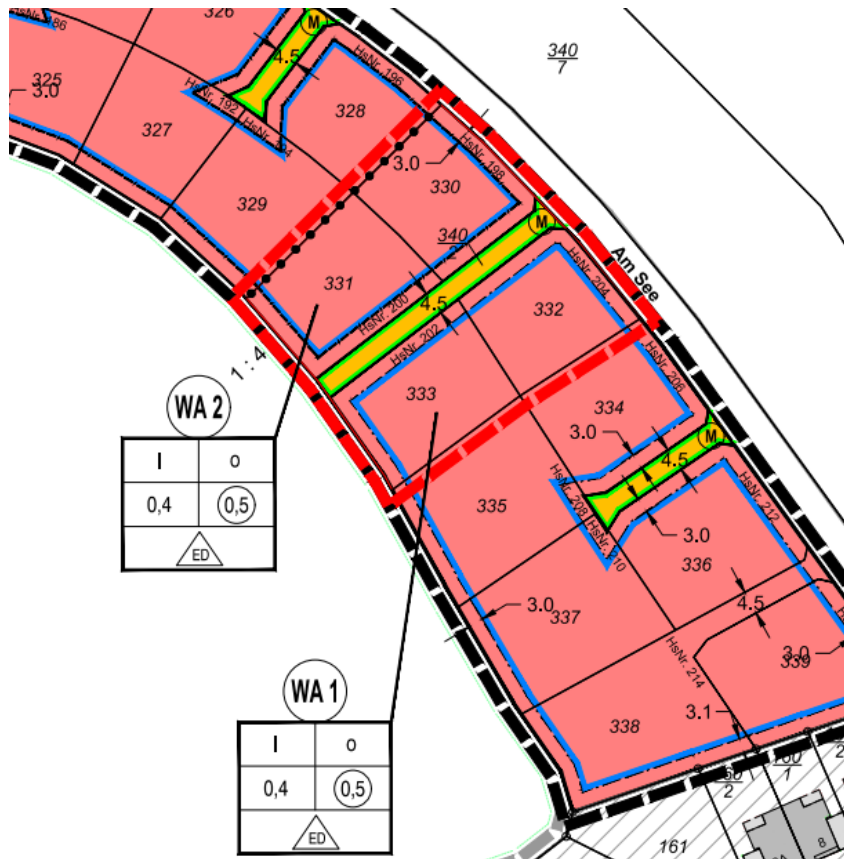 326
M
HsNr. 186
340
7
4.5
HsNr. 196
325
3.0
HsNr. 192
328
HsNr. 194
327
3.0
HsNr. 198
330
329
340
2
M
Am See
HsNr. 204
331
HsNr. 200
4.5
332
HsNr. 202
1 : 4
HsNr. 206
333
WA 2
334
3.0
M
I
o
4.5
0,4
0,5
335
HsNr. 208
HsNr. 212
ED
HsNr. 210
3.0
336
3.0
337
4.5
HsNr. 214
3.0
339
WA 1
3.1
338
I
o
160
1
2
0,4
0,5
2
ED
161
8